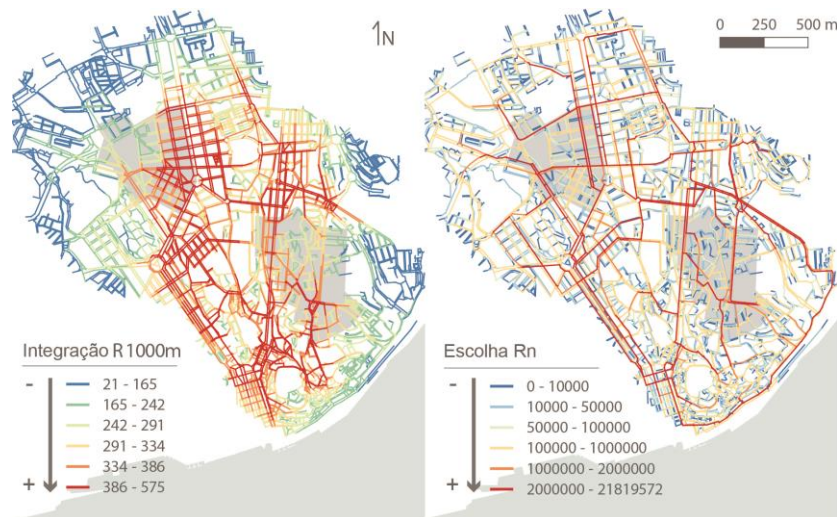 1N
0 250 500 m
Integração R1000m
-
21 - 165
165 - 242
242 - 291
291 - 334
334 - 386
+
386 - 575
Escolha Rn
-
0 - 10000
10000 - 50000
50000 - 100000
100000 - 1000000
1000000 - 2000000
+
2000000 - 21819572